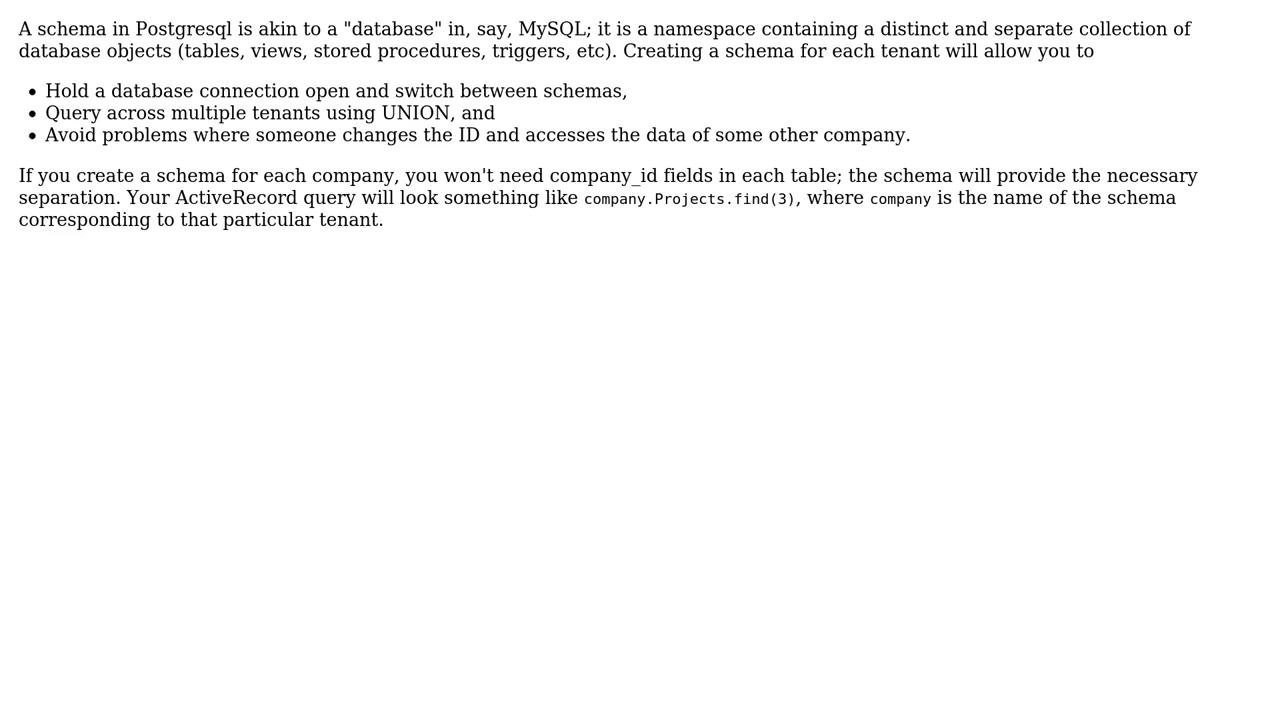 A schema in Postgresql is akin to a "database" in, say, MySQL; it is a namespace containing a distinct and separate collection of
database objects (tables, views, stored procedures, triggers, etc). Creating a schema for each tenant will allow you to
• Hold a database connection open and switch between schemas,
• Query across multiple tenants using UNION, and
• Avoid problems where someone changes the ID and accesses the data of some other company.
If you create a schema for each company, you won't need company_id fields in each table; the schema will provide the necessary
separation. Your ActiveRecord query will look something like company.Projects.find(3), where company is the name of the schema
corresponding to that particular tenant.